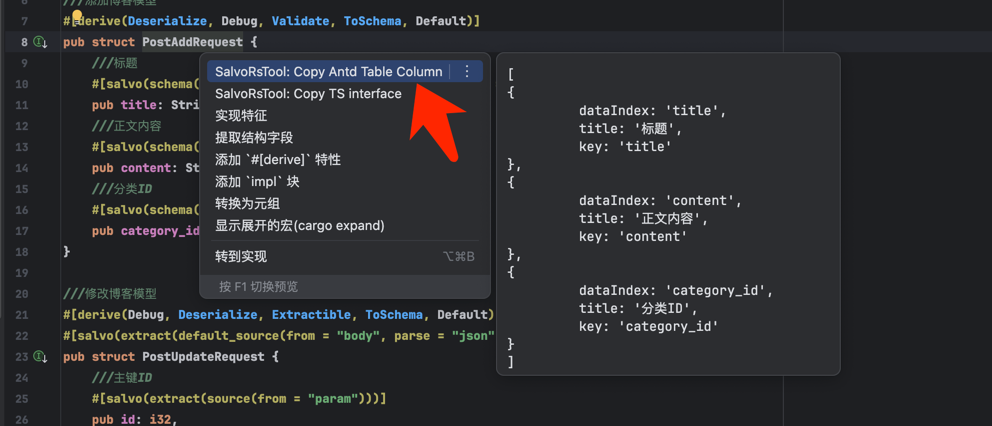 6 ///添加博客模型
7 #[derive(Deserialize, Debug, Validate, ToSchema, Default)]
8 pub struct PostAddRequest {
9 ///标题
10 #[salvo(schema(
11 pub title: Stri
12 ///正文内容
13 #[salvo(schema(
14 pub content: St
15 ///分类ID
16 #[salvo(schema(
17 pub category_id
18 }
19
20 ///修改博客模型
21 #[derive(Debug, Deserialize, Extractible, ToSchema, Default)
22 #[salvo(extract(default_source(from = "body", parse = "json"
23 pub struct PostUpdateRequest {
24 ///主键ID
25 #[salvo(extract(source(from = "param")))]
26 pub id: i32,
SalvoRsTool: Copy Antd Table Column
SalvoRsTool: Copy TS interface
实现特征
提取结构字段
添加 `#[derive]` 特性
添加 `impl` 块
转换为元组
显示展开的宏(cargo expand)
转到实现 ⌥⌘B
按 F1 切换预览
[
{
dataIndex: 'title',
title: '标题',
key: 'title'
},
{
dataIndex: 'content',
title: '正文内容',
key: 'content'
},
{
dataIndex: 'category_id',
title: '分类ID',
key: 'category_id'
}
]